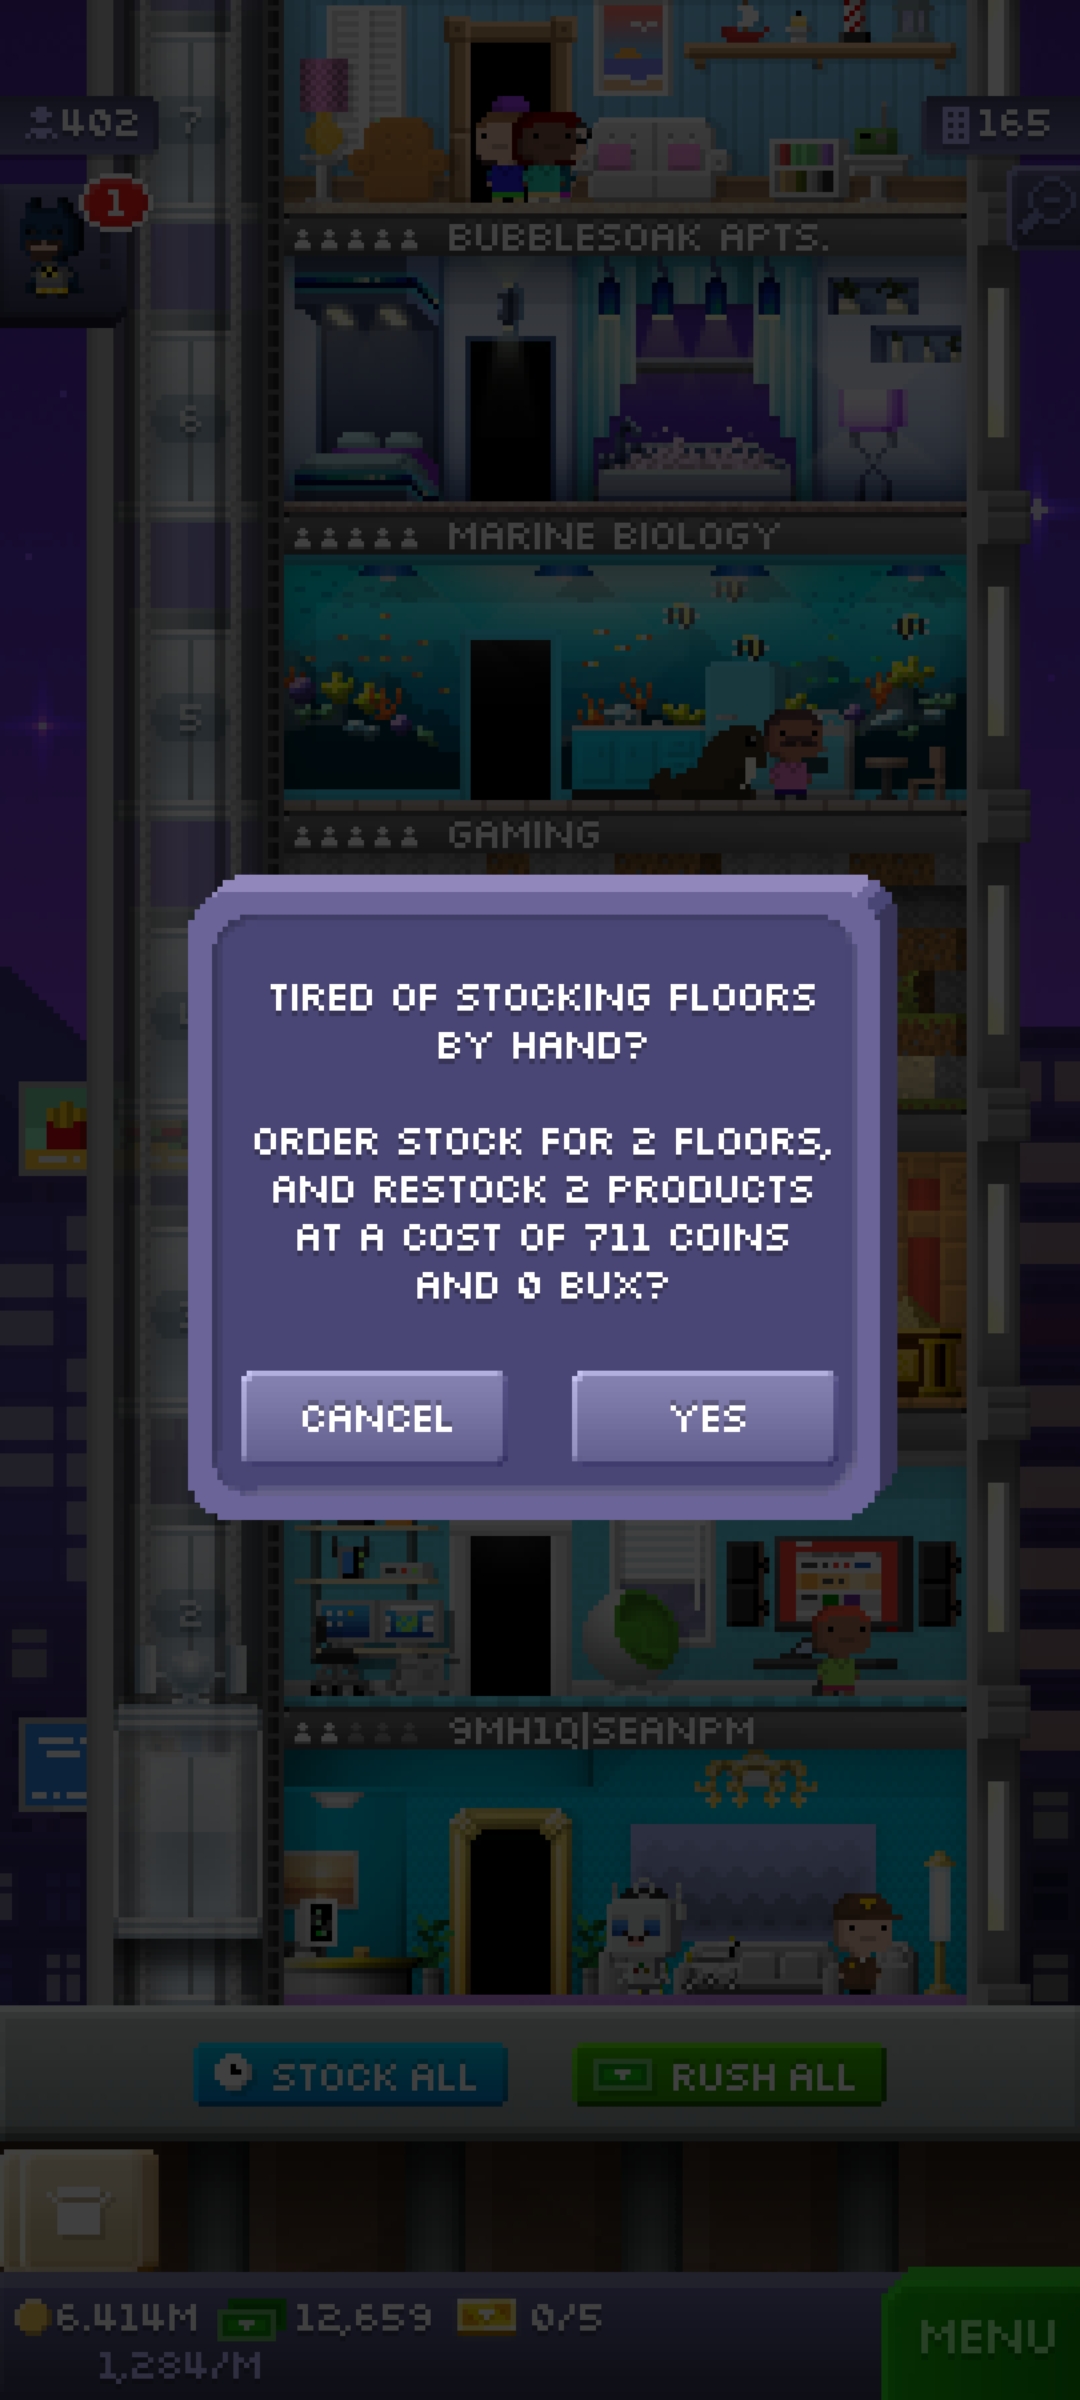 402
7
165
1
BUBBLESOAK APTS.
6
MARINE BIOLOGY
5
GAMING
TIRED OF STOCKING FLOORS
BY HAND?
ORDER STOCK FOR 2 FLOORS,
AND RESTOCK 2 PRODUCTS
AT A COST OF 711 COINS
AND 0 BUX?
CANCEL
YES
2
9MH1Q|SEANPM
STOCK ALL
RUSH ALL
6.414M
12,659
0/5
1,284/M
MENU